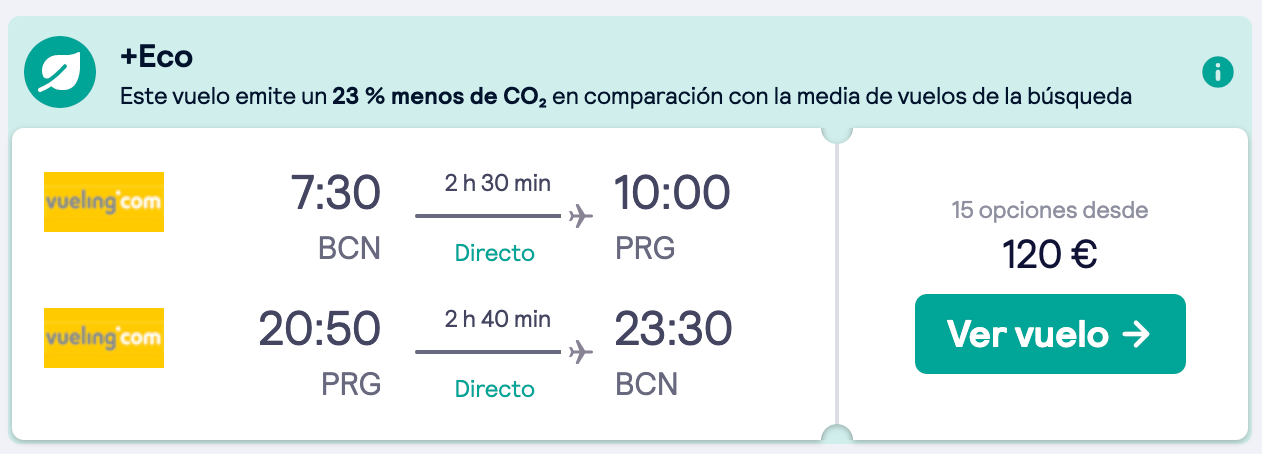 +Eco
Este vuelo emite un 23 % menos de CO₂ en comparación con la media de vuelos de la búsqueda
vueling.com
7:30
2 h 30 min
10:00
BCN
Directo
PRG
vueling.com
20:50
2 h 40 min
23:30
PRG
Directo
BCN
15 opciones desde
120 €
Ver vuelo →